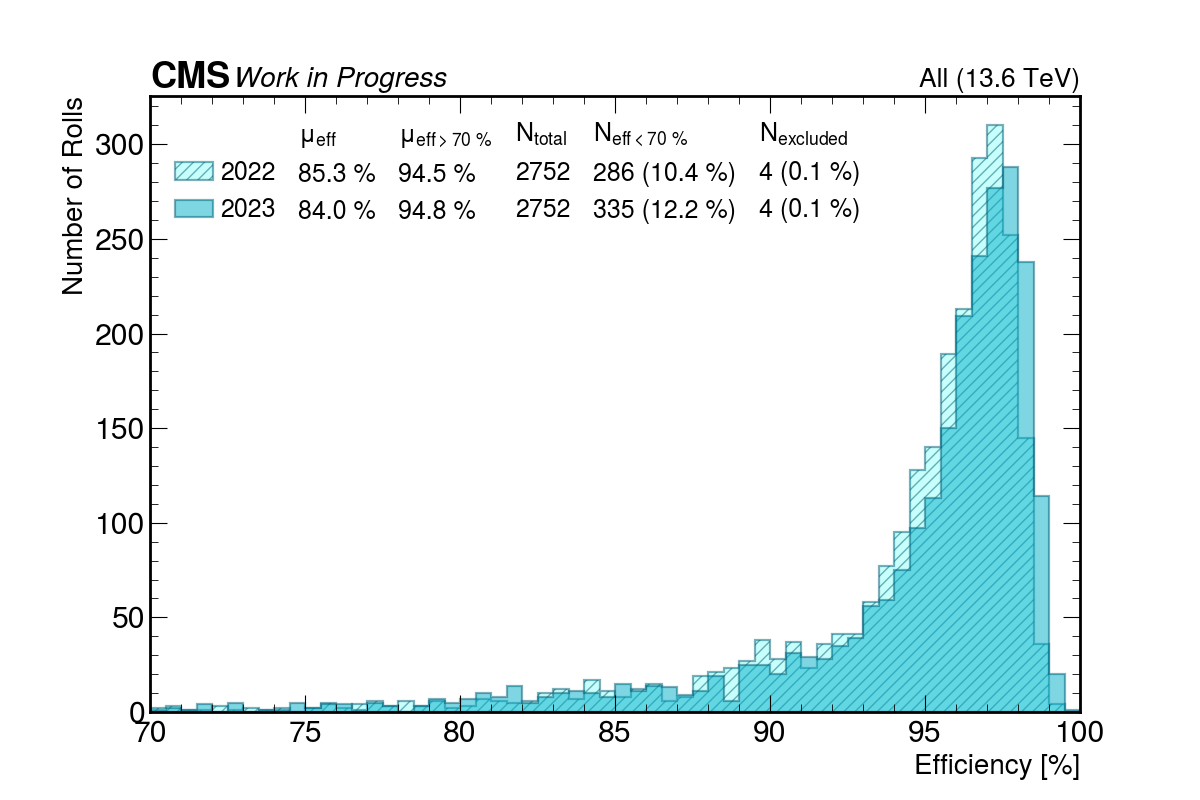 CMS Work in Progress All (13.6 TeV)
Number of Rolls
μeff μeff > 70 % Ntotal Neff < 70 % Nexcluded
2022 85.3 % 94.5 % 2752 286 (10.4 %) 4 (0.1 %)
2023 84.0 % 94.8 % 2752 335 (12.2 %) 4 (0.1 %)
300
250
200
150
100
50
0
70 75 80 85 90 95 100
Efficiency [%]